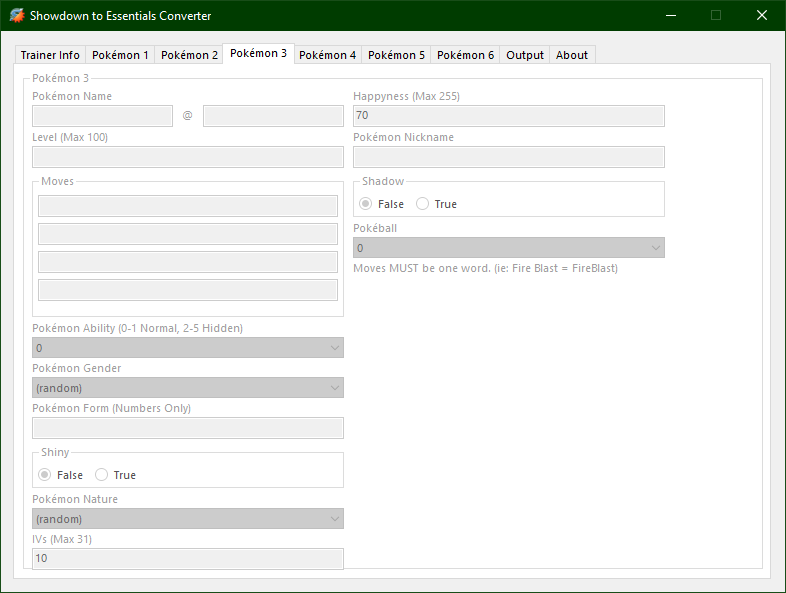 Showdown to Essentials Converter
Trainer Info Pokémon 1 Pokémon 2 Pokémon 3 Pokémon 4 Pokémon 5 Pokémon 6 Output About
Pokémon 3
Pokémon Name
@
Level (Max 100)
Moves
Pokémon Ability (0-1 Normal, 2-5 Hidden)
0
Pokémon Gender
(random)
Pokémon Form (Numbers Only)
Shiny
False True
Pokémon Nature
(random)
IVs (Max 31)
10
Happyness (Max 255)
70
Pokémon Nickname
Shadow
False True
Pokéball
0
Moves MUST be one word. (ie: Fire Blast = FireBlast)